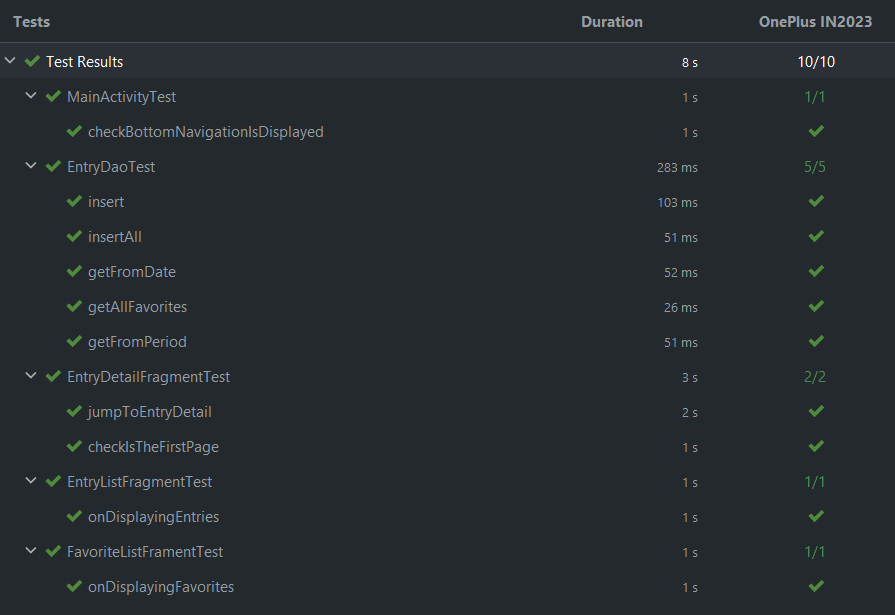 Tests Duration OnePlus IN2023
Test Results 8 s 10/10
MainActivityTest 1 s 1/1
checkBottomNavigationIsDisplayed 1 s
EntryDaoTest 283 ms 5/5
insert 103 ms
insertAll 51 ms
getFromDate 52 ms
getAllFavorites 26 ms
getFromPeriod 51 ms
EntryDetailFragmentTest 3 s 2/2
jumpToEntryDetail 2 s
checkIsTheFirstPage 1 s
EntryListFragmentTest 1 s 1/1
onDisplayingEntries 1 s
FavoriteListFramentTest 1 s 1/1
onDisplayingFavorites 1 s